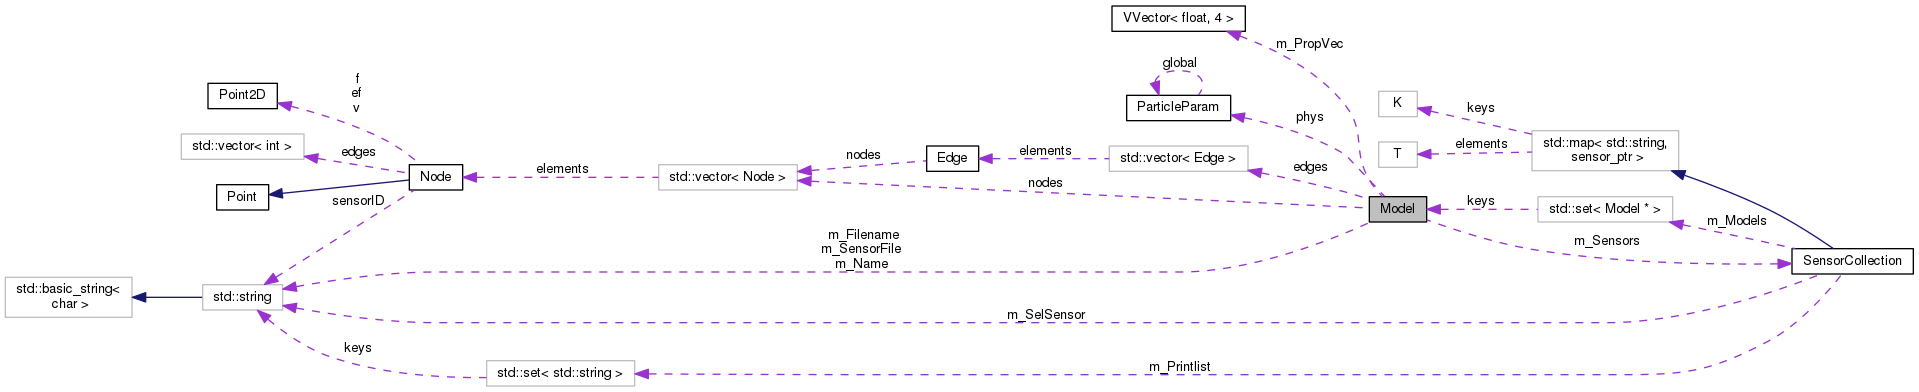 VVector< float, 4 >
m_PropVec
global
f
ef
v
Point2D
ParticleParam
K
keys
phys
std::map< std::string,
sensor_ptr >
std::vector< int >
edges
nodes
Edge
elements
std::vector< Edge >
T
elements
elements
Node
std::vector< Node >
edges
nodes
Point
sensorID
Model
keys
std::set< Model * >
m_Models
m_Filename
m_SensorFile
m_Name
m_Sensors
SensorCollection
std::basic_string<
char >
std::string
m_SelSensor
keys
std::set< std::string >
m_Printlist